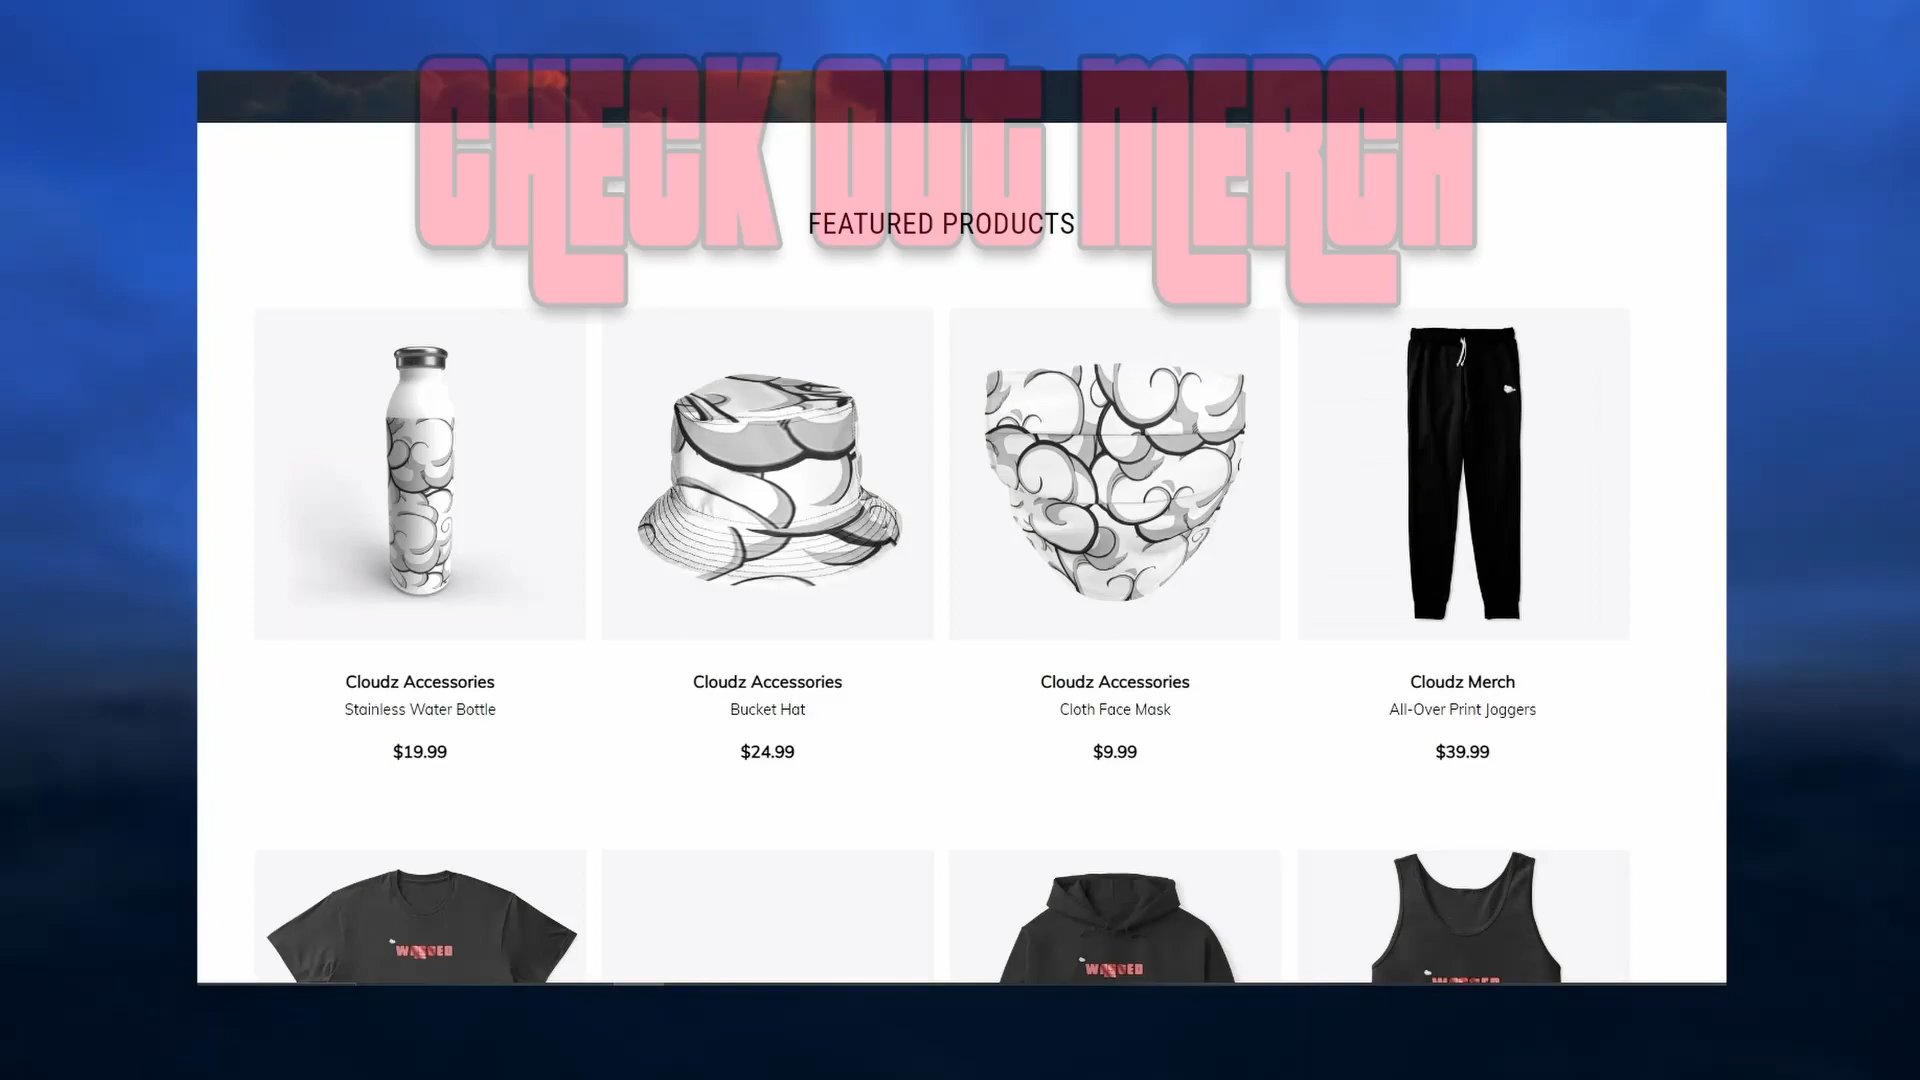 CHECK OUT MERCH
FEATURED PRODUCTS
Cloudz Accessories
Stainless Water Bottle
$19.99
Cloudz Accessories
Bucket Hat
$24.99
Cloudz Accessories
Cloth Face Mask
$9.99
Cloudz Merch
All-Over Print Joggers
$39.99